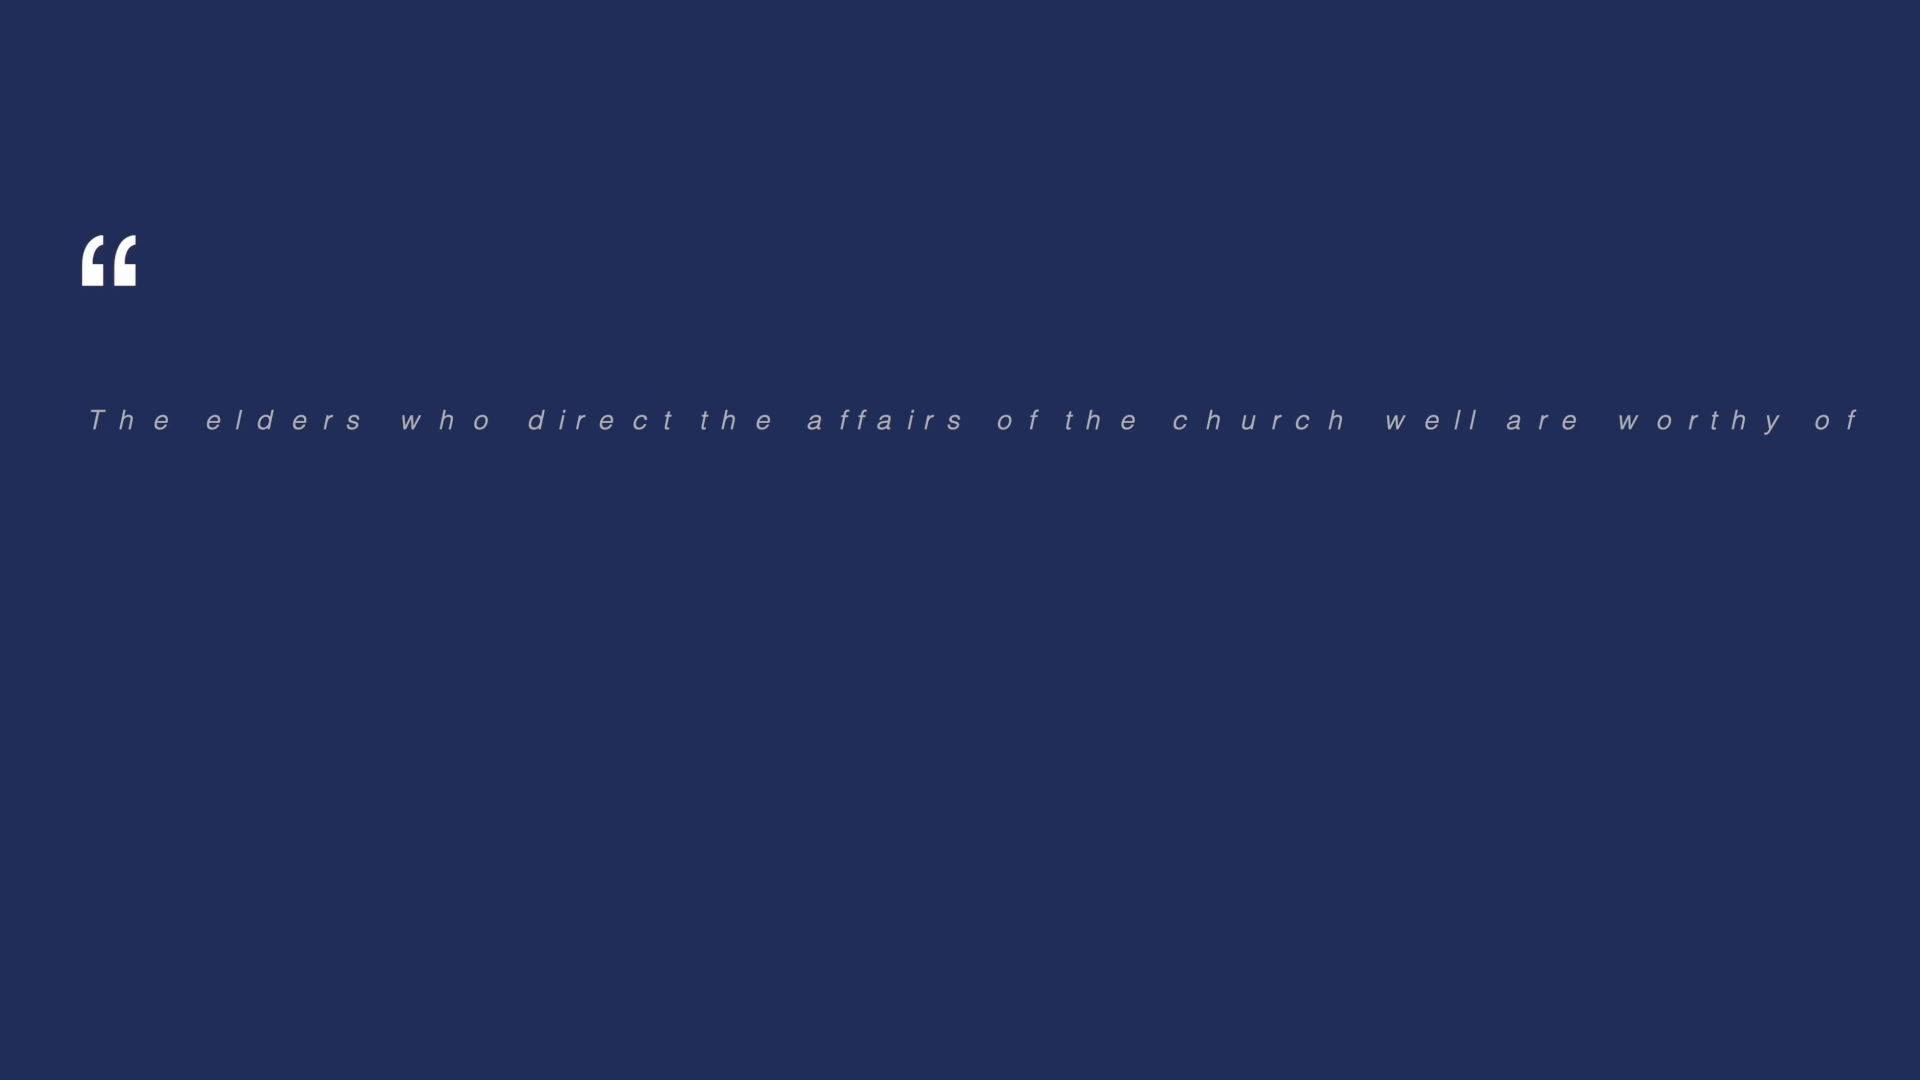 “
The elders who direct the affairs of the church well are worthy of